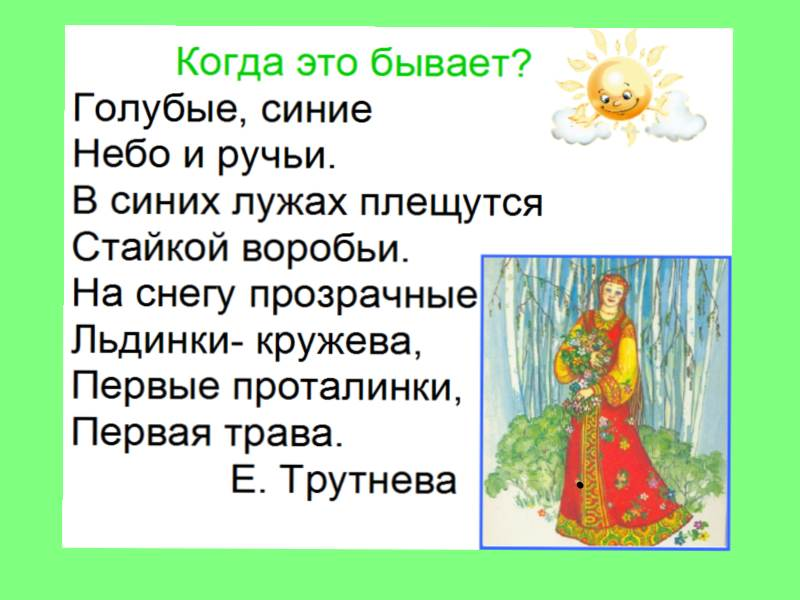 Когда это бывает?
Голубые, синие
Небо и ручьи.
В синих лужах плещутся
Стайкой воробьи.
На снегу прозрачные
Льдинки- кружева,
Первые проталинки,
Первая трава.
Е. Трутнева